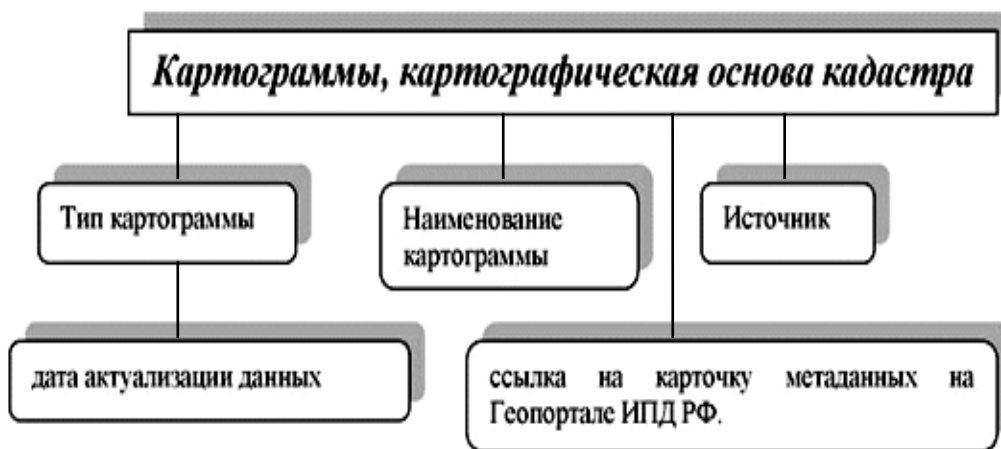 Картограммы, картографическая основа кадастра
Тип картограммы
Наименование
картограммы
Источник
дата актуализации данных
ссылка на карточку метаданных на
Геопортале ИПД РФ.